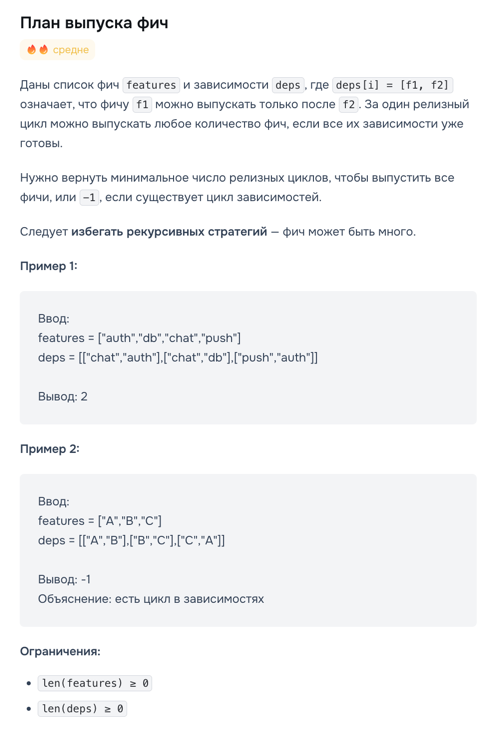 План выпуска фич
🔥🔥 средне
Даны список фич features и зависимости deps, где deps[i] = [f1, f2]
означает, что фичу f1 можно выпускать только после f2. За один релизный
цикл можно выпускать любое количество фич, если все их зависимости уже
готовы.
Нужно вернуть минимальное число релизных циклов, чтобы выпустить все
фичи, или −1, если существует цикл зависимостей.
Следует избегать рекурсивных стратегий — фич может быть много.
Пример 1:
Ввод:
features = ["auth","db","chat","push"]
deps = [["chat","auth"],["chat","db"],["push","auth"]]
Вывод: 2
Пример 2:
Ввод:
features = ["A","B","C"]
deps = [["A","B"],["B","C"],["C","A"]]
Вывод: -1
Объяснение: есть цикл в зависимостях
Ограничения:
• len(features) ≥ 0
• len(deps) ≥ 0